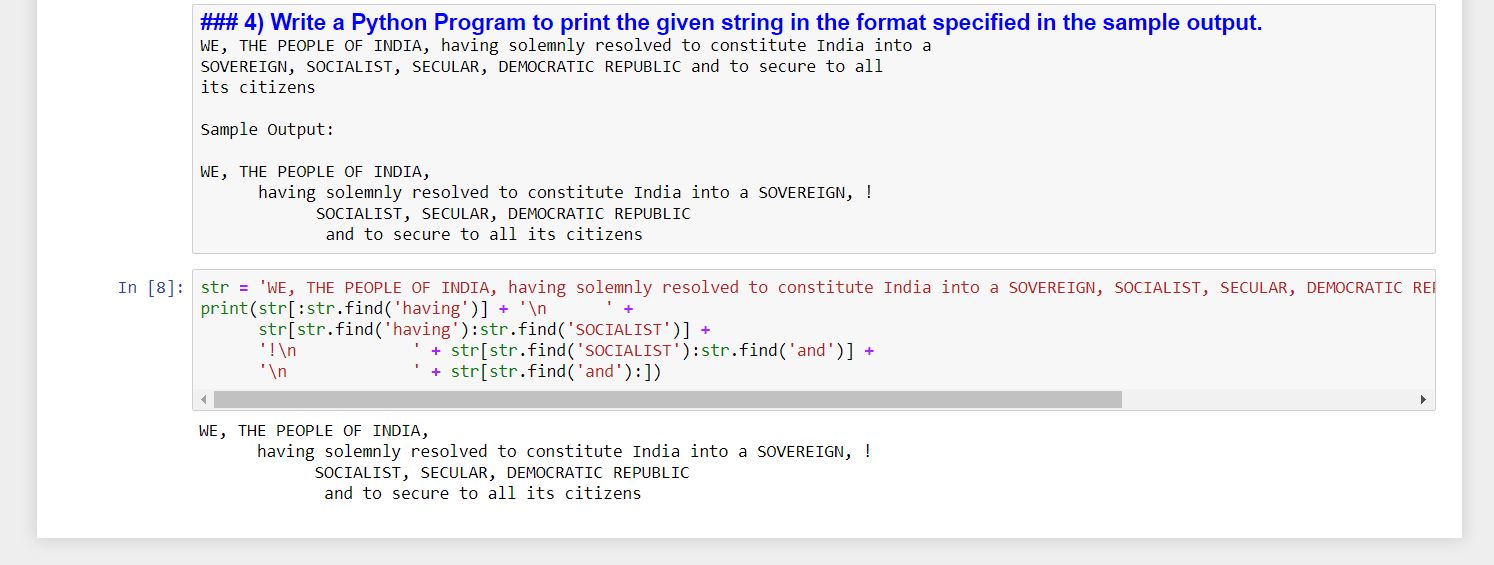 ### 4) Write a Python Program to print the given string in the format specified in the sample output.
WE, THE PEOPLE OF INDIA, having solemnly resolved to constitute India into a
SOVEREIGN, SOCIALIST, SECULAR, DEMOCRATIC REPUBLIC and to secure to all
its citizens

Sample Output:

WE, THE PEOPLE OF INDIA,
      having solemnly resolved to constitute India into a SOVEREIGN, !
            SOCIALIST, SECULAR, DEMOCRATIC REPUBLIC
             and to secure to all its citizens

In [8]: str = 'WE, THE PEOPLE OF INDIA, having solemnly resolved to constitute India into a SOVEREIGN, SOCIALIST, SECULAR, DEMOCRATIC
print(str[:str.find('having')] + '\n      ' +
      str[str.find('having'):str.find('SOCIALIST')] +
      '!\n            ' + str[str.find('SOCIALIST'):str.find('and')] +
      '\n             ' + str[str.find('and'):])

WE, THE PEOPLE OF INDIA,
      having solemnly resolved to constitute India into a SOVEREIGN, !
            SOCIALIST, SECULAR, DEMOCRATIC REPUBLIC
             and to secure to all its citizens